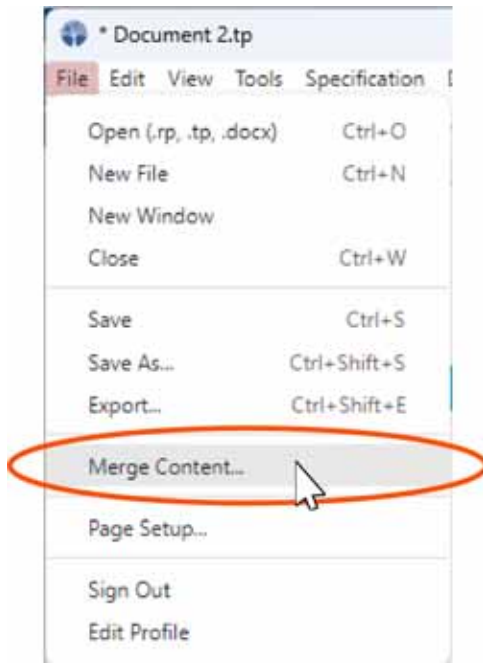 * Document 2.tp
File Edit View Tools Specification
Open (.rp, .tp, .docx) Ctrl+O
New File Ctrl+N
New Window
Close Ctrl+W
Save Ctrl+S
Save As... Ctrl+Shift+S
Export... Ctrl+Shift+E
Merge Content...
Page Setup...
Sign Out
Edit Profile